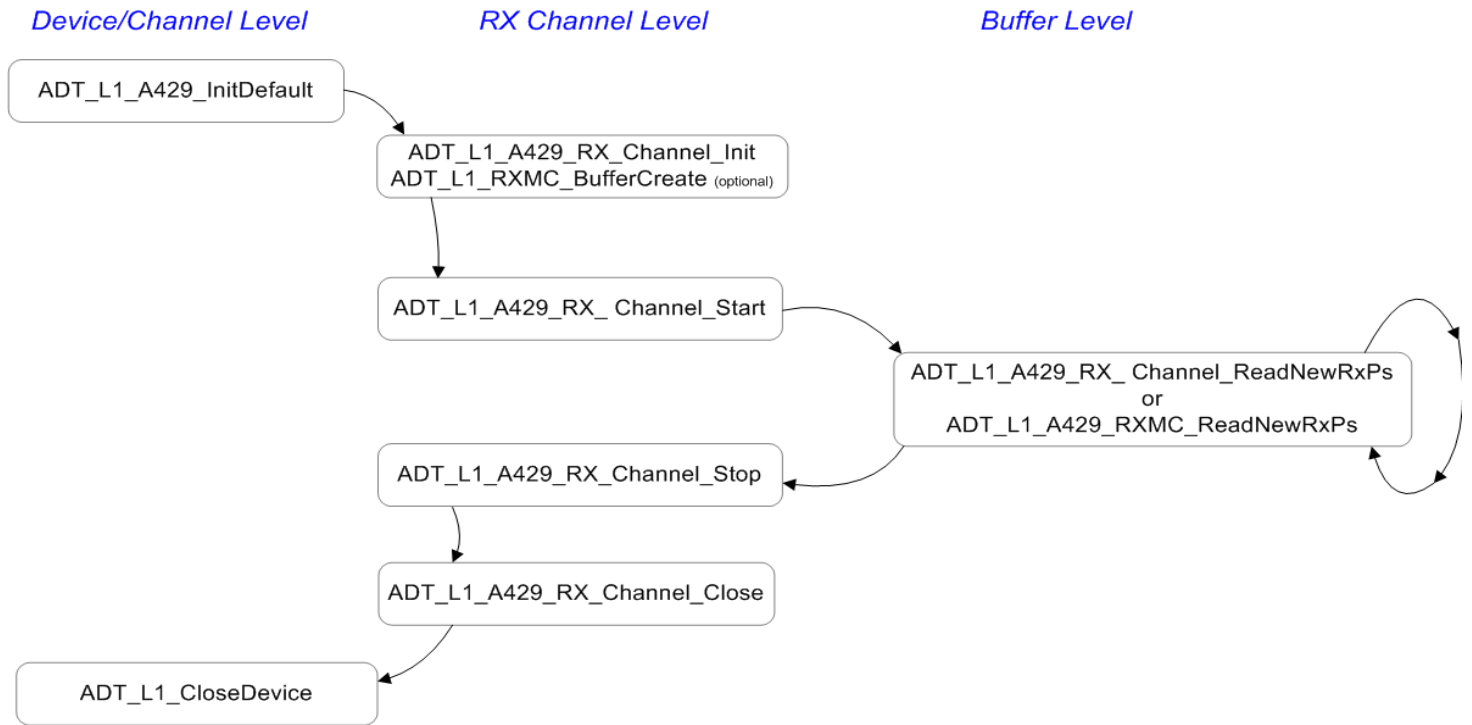 Device/Channel Level
RX Channel Level
Buffer Level
ADT_L1_A429_InitDefault
ADT_L1_A429_RX_Channel_Init
ADT_L1_RXMC_BufferCreate (optional)
ADT_L1_A429_RX_ Channel_Start
ADT_L1_A429_RX_ Channel_ReadNewRxPs
or
ADT_L1_A429_RXMC_ReadNewRxPs
ADT_L1_A429_RX_Channel_Stop
ADT_L1_A429_RX_Channel_Close
ADT_L1_CloseDevice